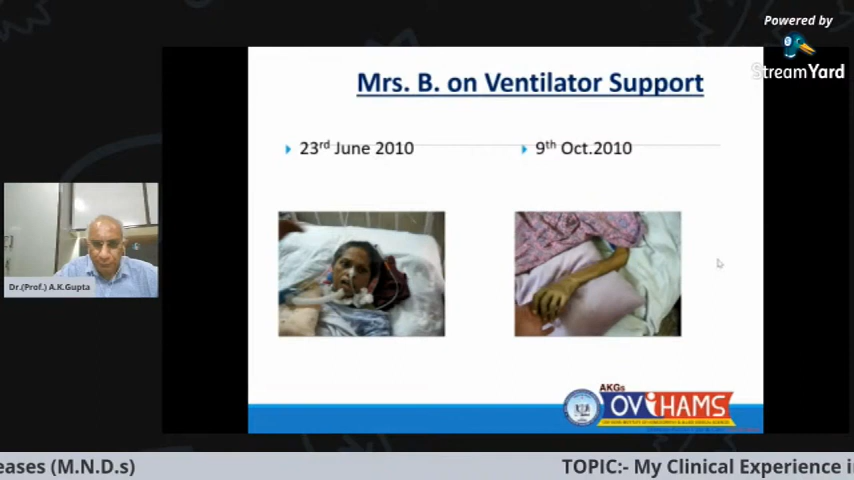 Powered by
StreamYard
Mrs. B. on Ventilator Support
23rd June 2010
9th Oct.2010
Dr.(Prof.) A.K.Gupta
AKGs
OVIHAMS
eases (M.N.D.s)
TOPIC:- My Clinical Experience i